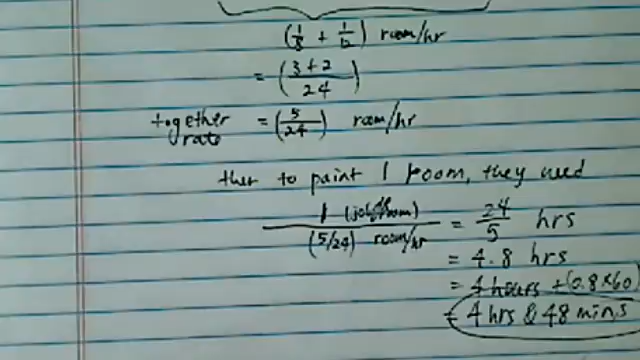 (1/8 + 1/12) room/hr
= (3+2/24)
together rate = (5/24) room/hr
then to paint 1 room, they need
1 (job/room) / (5/24) room/hr = 24/5 hrs
= 4.8 hrs
= 4 hours + (0.8×60
= 4 hrs & 48 mins